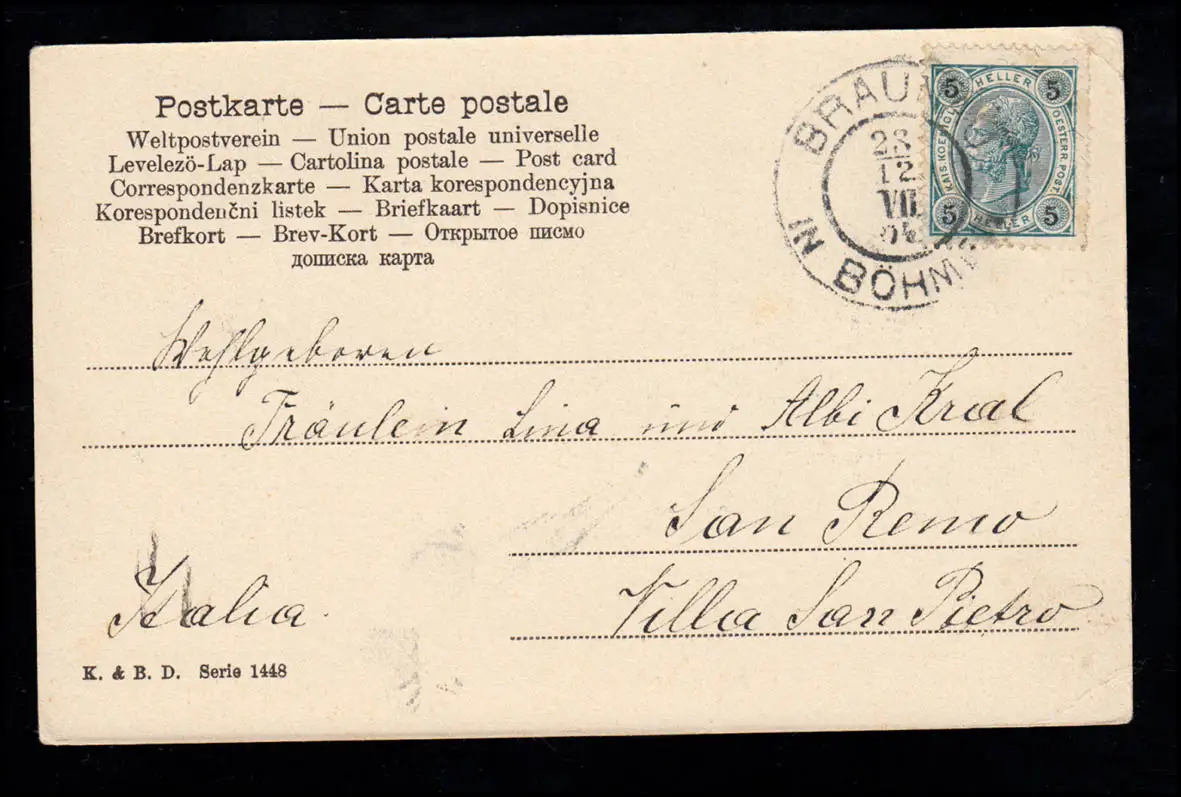 Postkarte — Carte postale
Weltpostverein — Union postale universelle
Levelezö-Lap — Cartolina postale — Post card
Correspondenzkarte — Karta korespondencyjna
Korespondenčni listek — Briefkaart — Dopisnice
Brefkort — Brev-Kort — Открытое писмо
дописка карта
BRAU
IN BÖHM
23
12
VII
5 HELLER 5
KAIS. KOENIGL.
OESTERR. POST.
5 HELLER 5
Wohlgeboren
Fräulein Lina und Albi Kral
San Remo
Villa San Pietro
Italia.
K. & B. D. Serie 1448